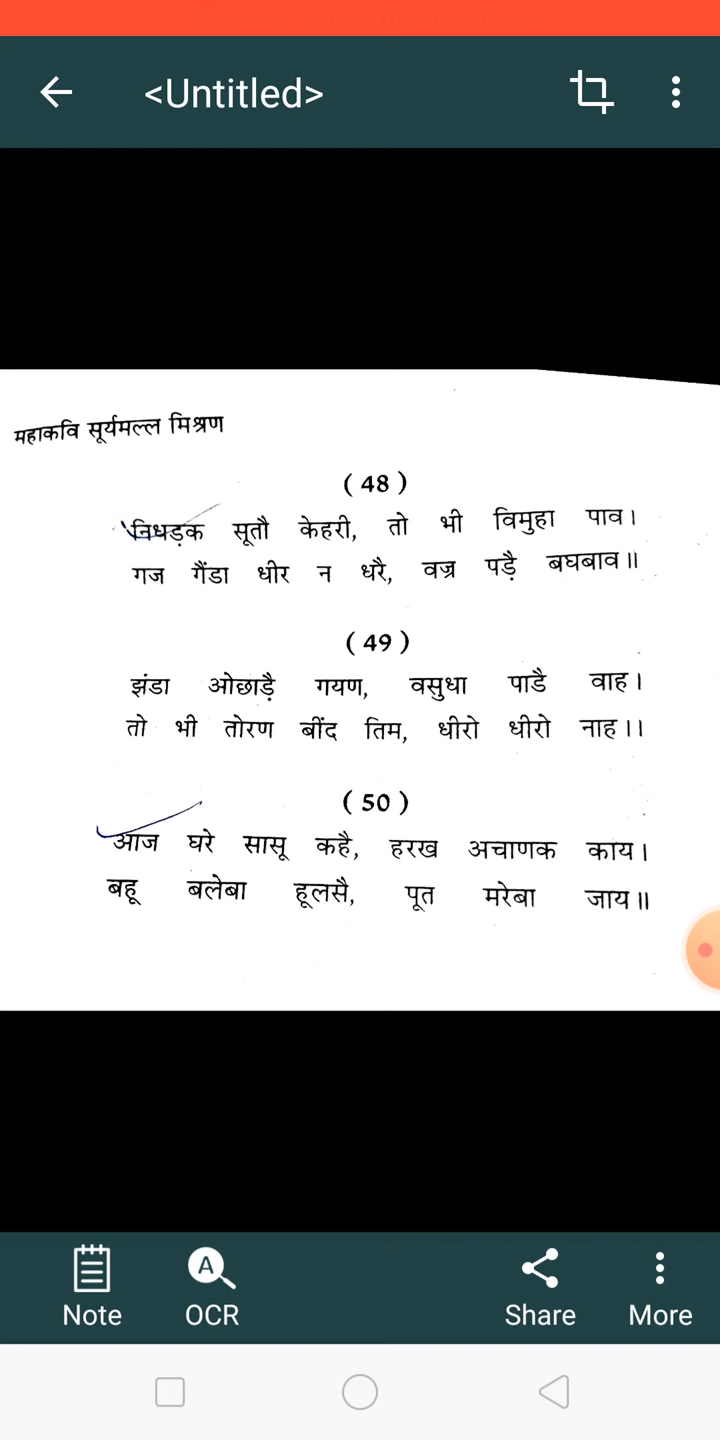 <Untitled>
महाकवि सूर्यमल्ल मिश्रण
( 48 )
निधड़क सूतौ केहरी, तो भी विमुहा पाव।
गज गैंडा धीर न धरै, वज्र पड़ै बघबाव॥
( 49 )
झंडा ओछाड़ै गयण, वसुधा पाडै वाह।
तो भी तोरण बींद तिम, धीरो धीरो नाह।।
( 50 )
आज घरे सासू कहै, हरख अचाणक काय।
बहू बलेबा हूलसै, पूत मरेबा जाय॥
Note OCR Share More